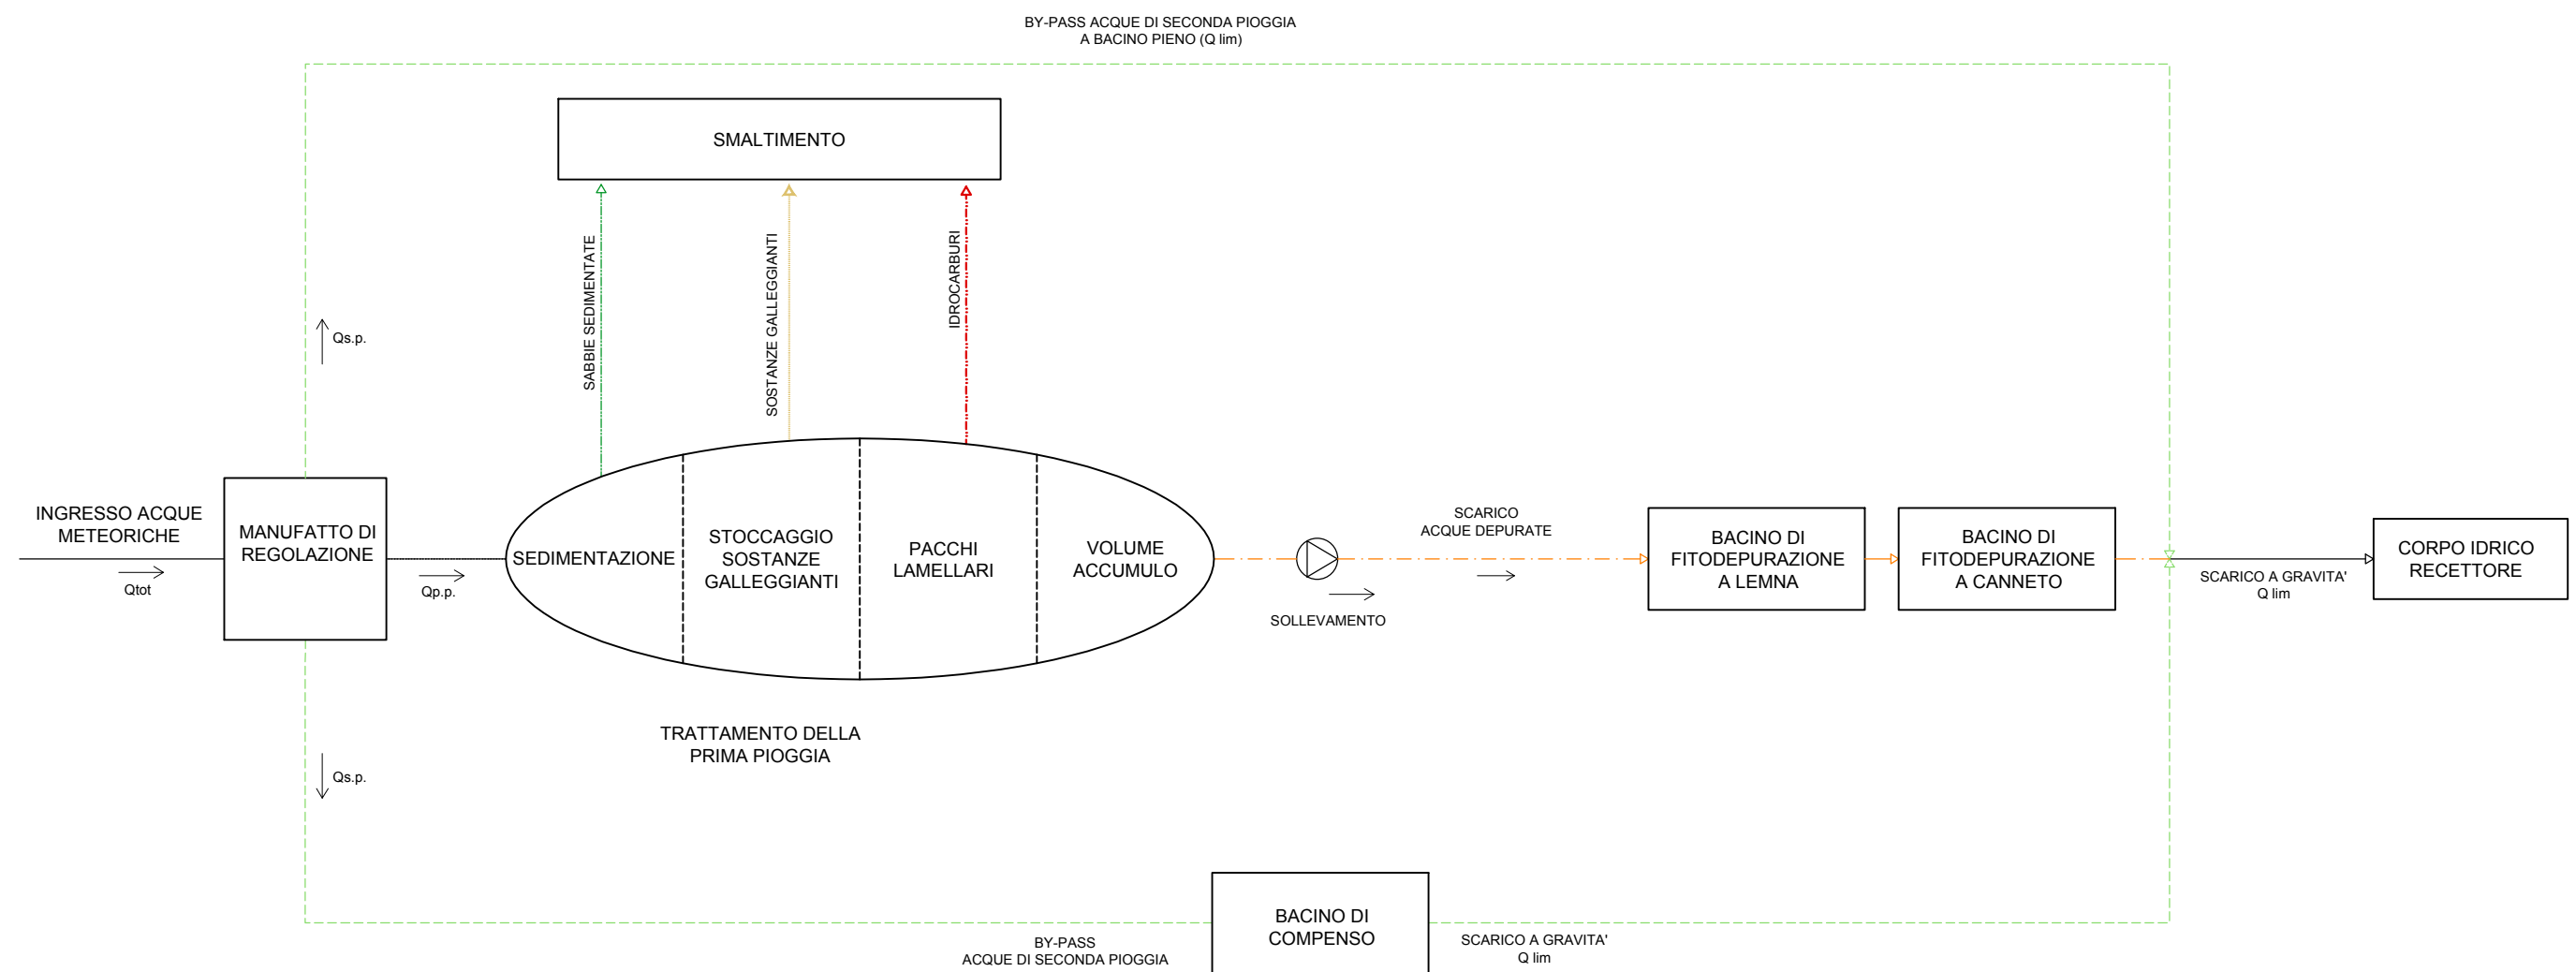 BY-PASS ACQUE DI SECONDA PIOGGIA
A BACINO PIENO (Q lim)
SMALTIMENTO
SABBIE SEDIMENTATE
SOSTANZE GALLEGGIANTI
IDROCARBURI
Qs.p.
INGRESSO ACQUE
METEORICHE
Qtot
MANUFATTO DI
REGOLAZIONE
Qp.p.
SEDIMENTAZIONE
STOCCAGGIO
SOSTANZE
GALLEGGIANTI
PACCHI
LAMELLARI
VOLUME
ACCUMULO
SOLLEVAMENTO
SCARICO
ACQUE DEPURATE
BACINO DI
FITODEPURAZIONE
A LEMNA
BACINO DI
FITODEPURAZIONE
A CANNETO
SCARICO A GRAVITA'
Q lim
CORPO IDRICO
RECETTORE
TRATTAMENTO DELLA
PRIMA PIOGGIA
Qs.p.
BY-PASS
ACQUE DI SECONDA PIOGGIA
BACINO DI
COMPENSO
SCARICO A GRAVITA'
Q lim